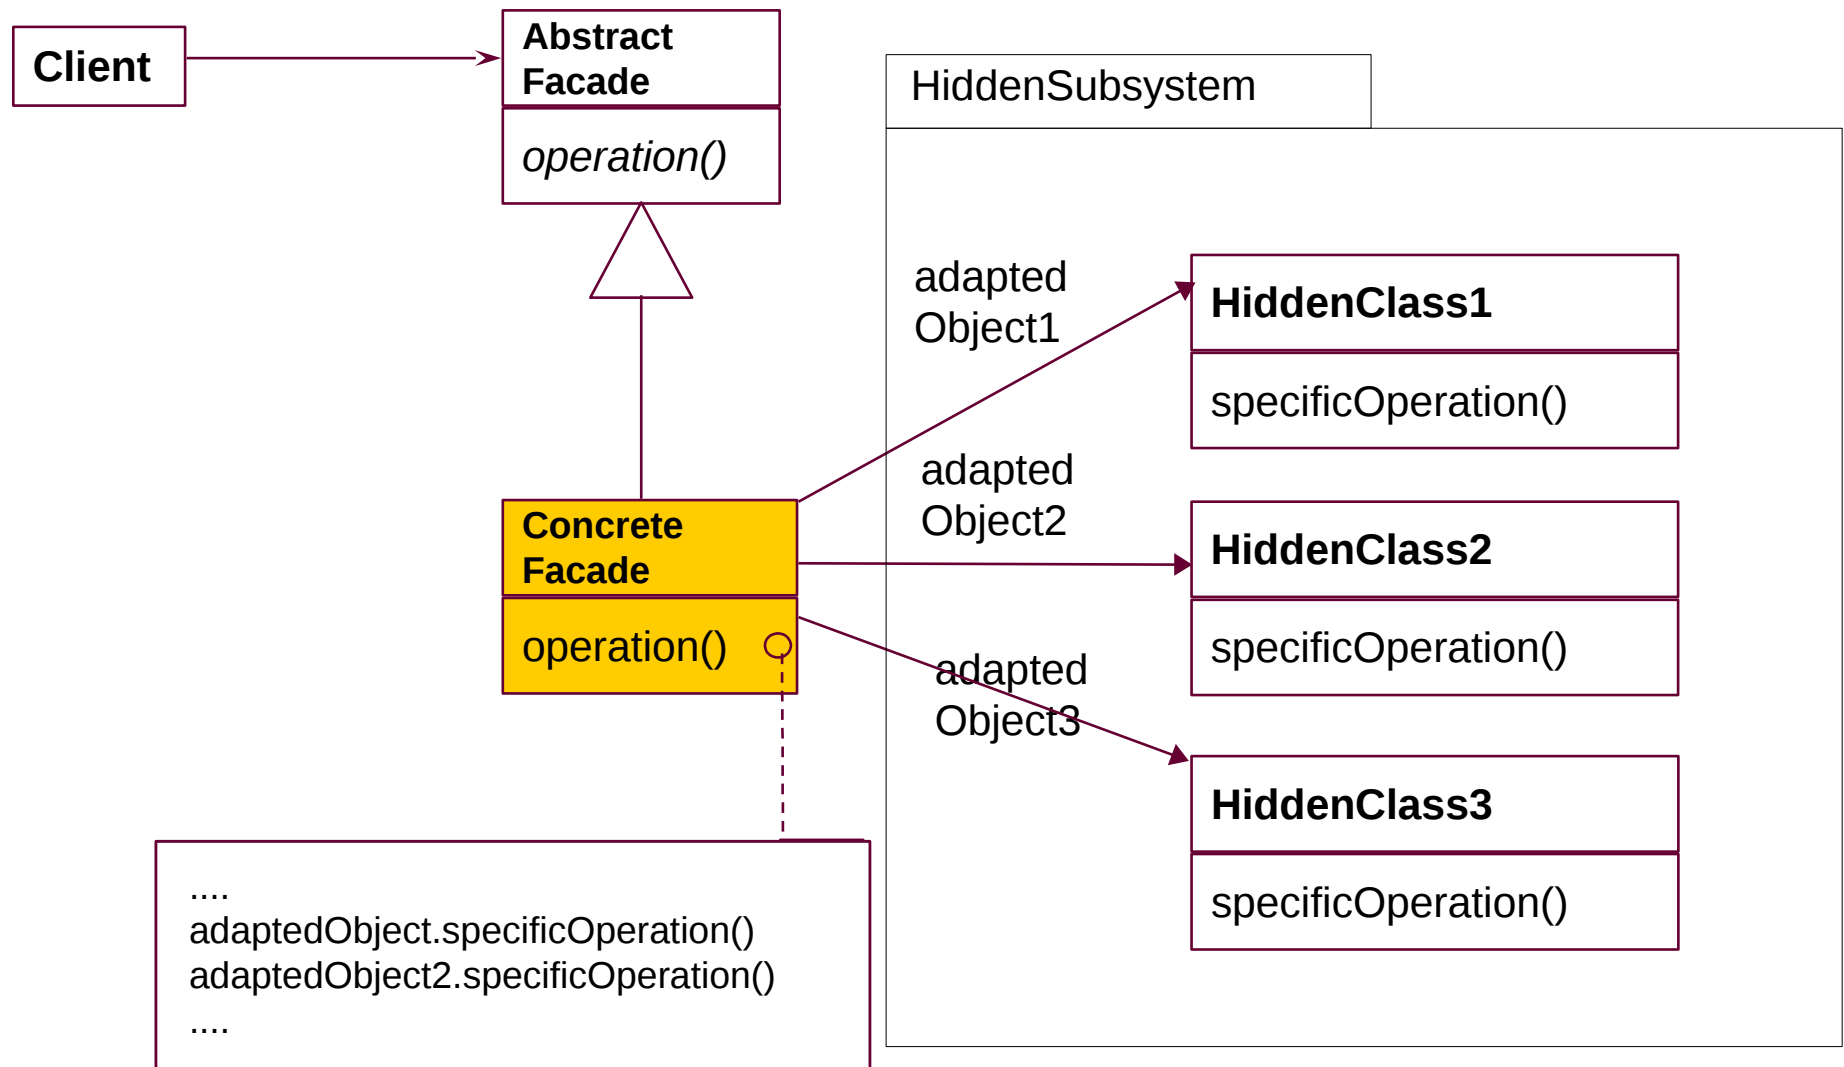 Client
Abstract
Facade
operation()
HiddenSubsystem
adapted
Object1
HiddenClass1
specificOperation()
adapted
Object2
HiddenClass2
specificOperation()
Concrete
Facade
operation()
adapted
Object3
HiddenClass3
specificOperation()
....
adaptedObject.specificOperation()
adaptedObject2.specificOperation()
....